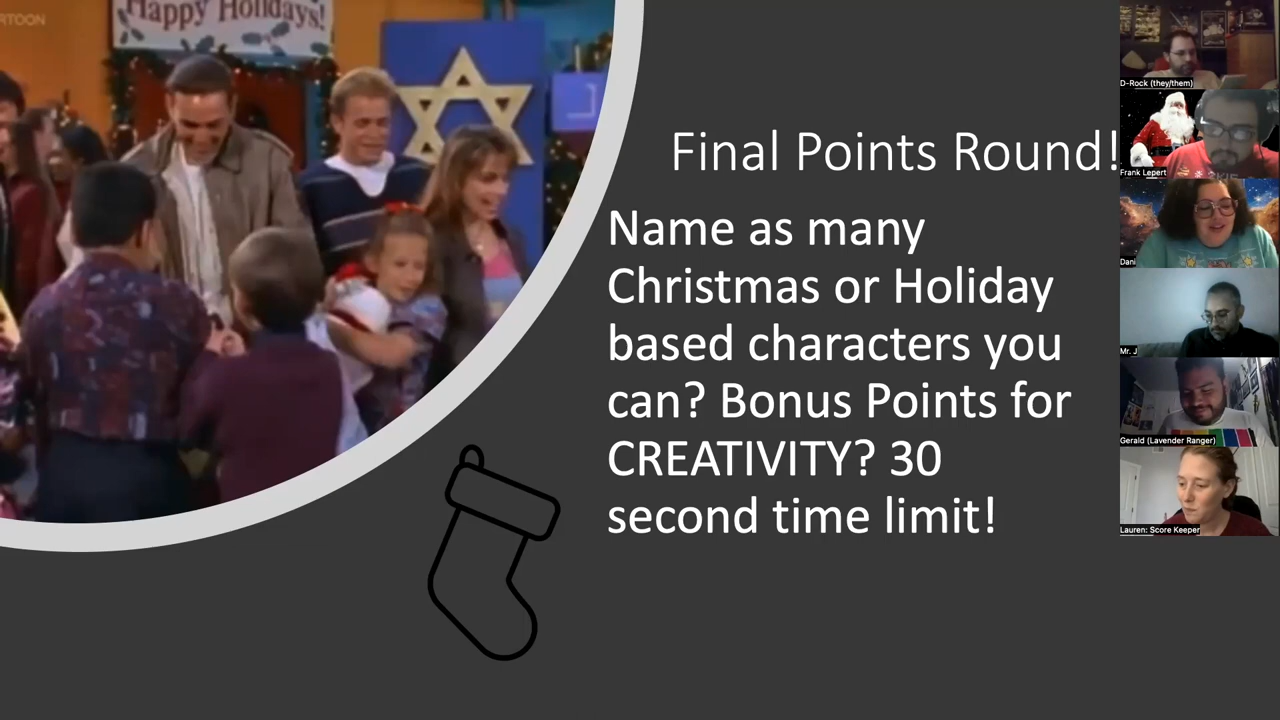 RTOON
Happy Holidays!
Final Points Round!
Name as many
Christmas or Holiday
based characters you
can? Bonus Points for
CREATIVITY? 30
second time limit!
D-Rock (they/them)
Frank Lepert
Dani
Mr. J
Gerald (Lavender Ranger)
Lauren: Score Keeper